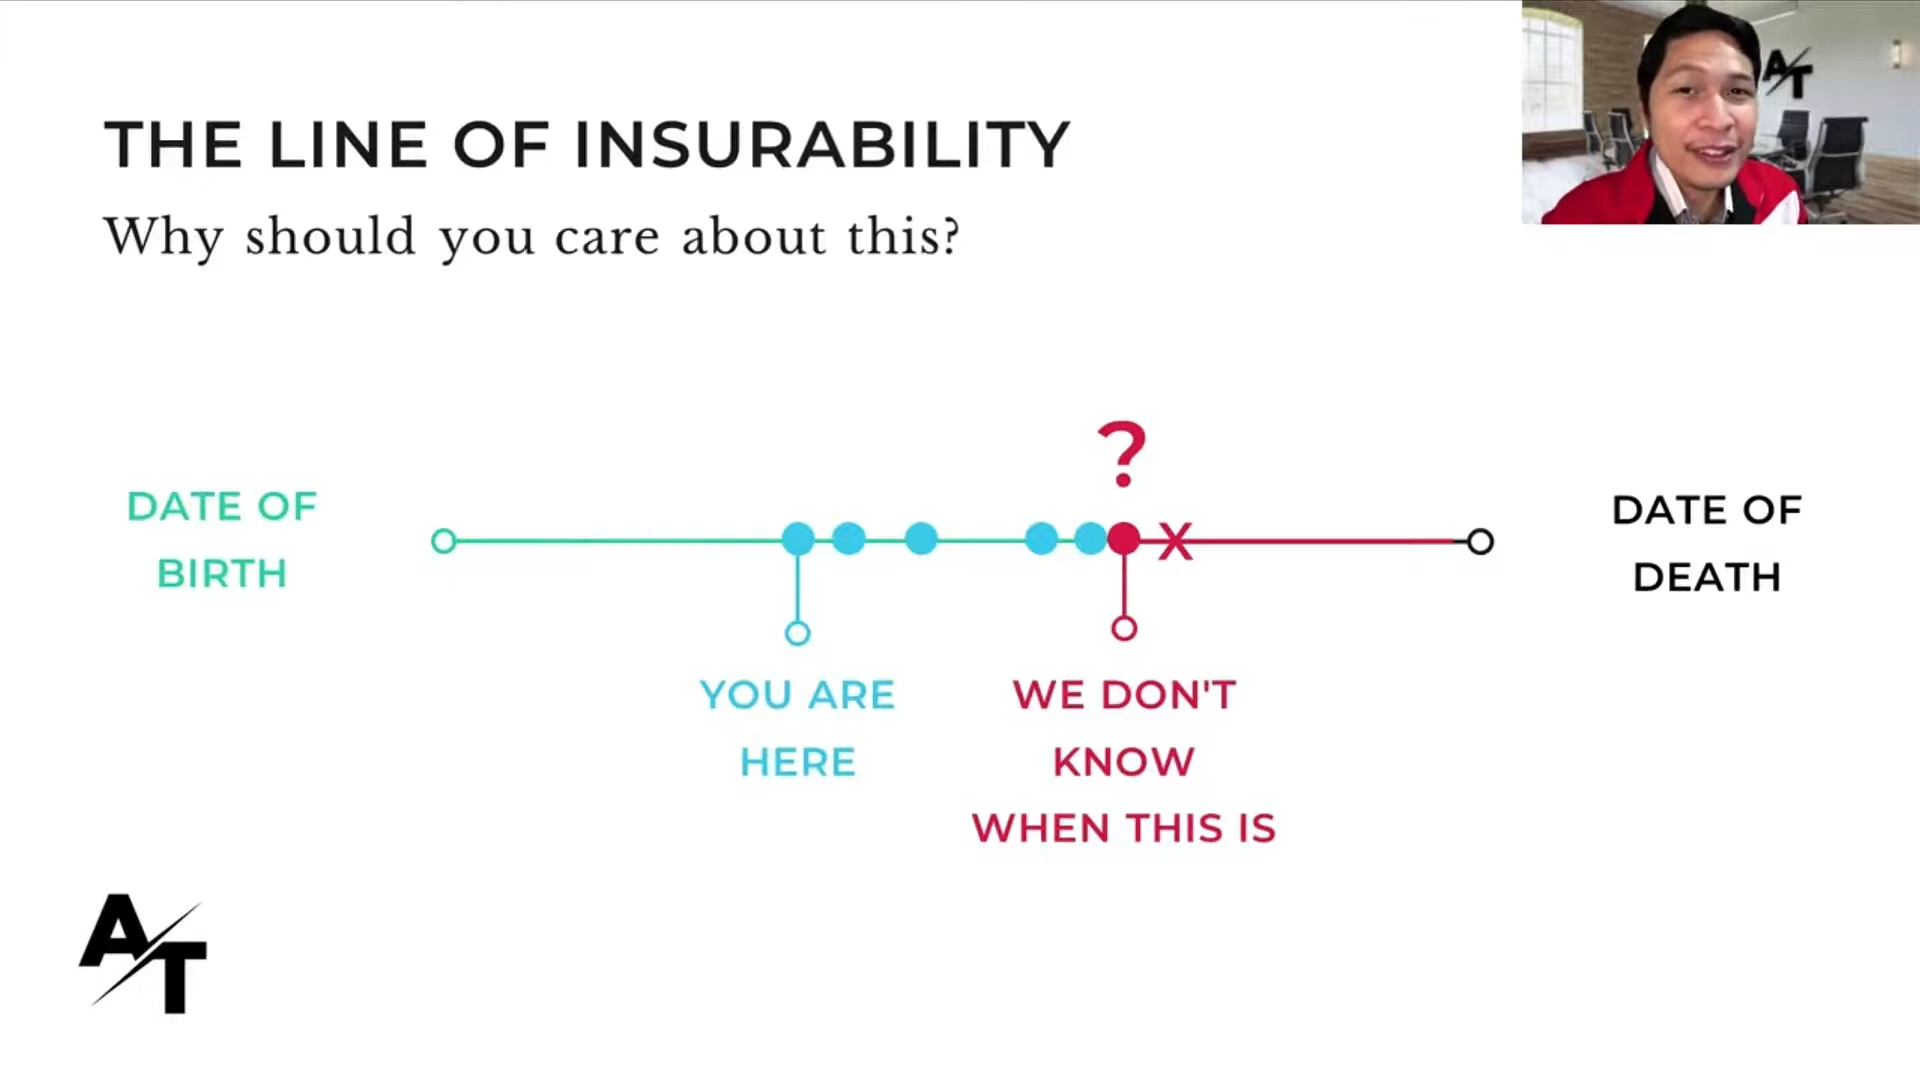 THE LINE OF INSURABILITY
Why should you care about this?
A/T
?
DATE OF
BIRTH
X
DATE OF
DEATH
YOU ARE
HERE
WE DON'T
KNOW
WHEN THIS IS
A/T